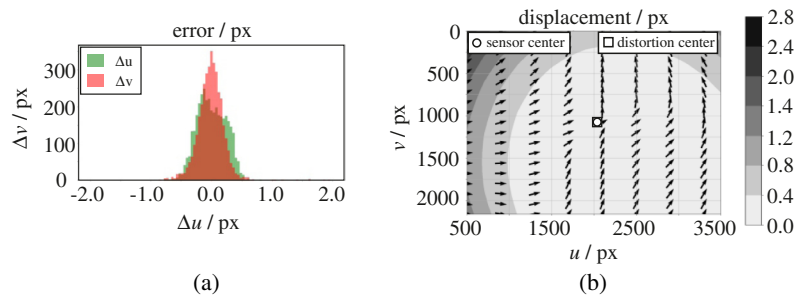 error / px
Δu
Δv
Δv / px
300
200
100
0
-2.0 -1.0 0.0 1.0 2.0
Δu / px
(a)
displacement / px
sensor center
distortion center
v / px
0
500
1000
1500
2000
500 1500 2500 3500
u / px
2.8
2.4
2.0
1.6
1.4
1.2
0.8
0.4
0.0
(b)